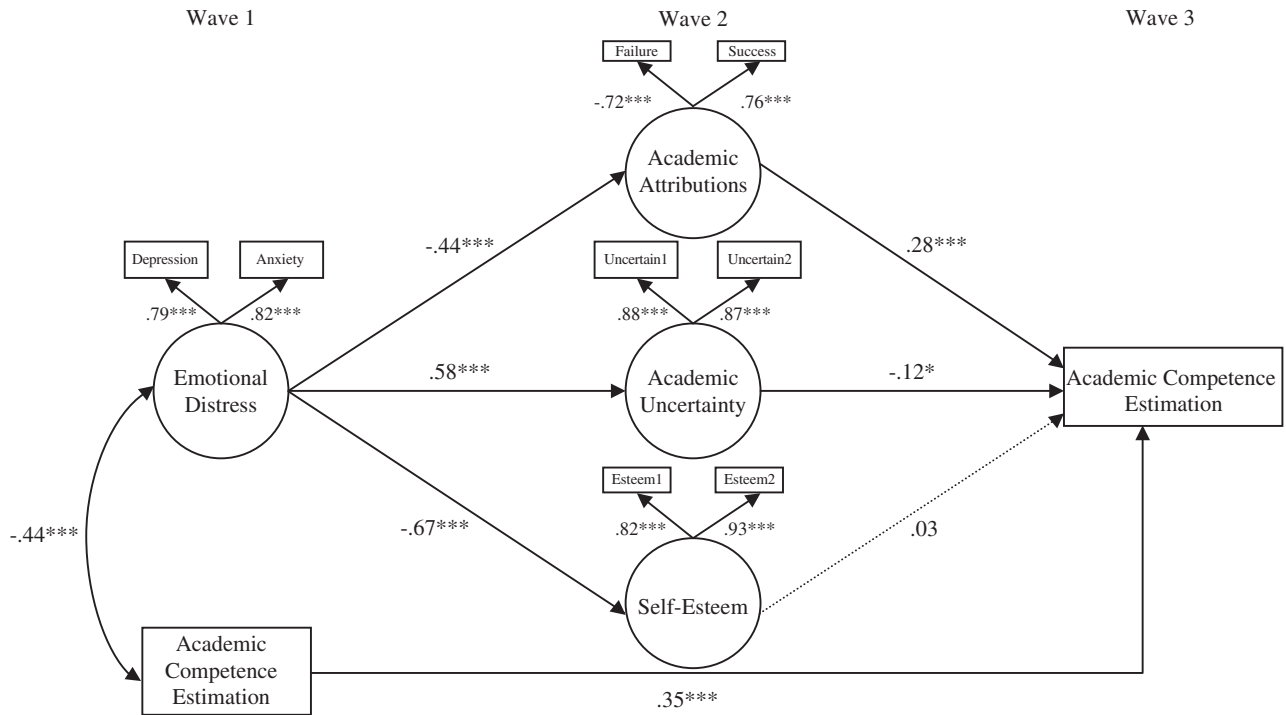 Wave 1
Wave 2
Wave 3
Failure
Success
-.72***
.76***
Academic
Attributions
-.44***
.28***
Depression
Anxiety
.79***
.82***
Uncertain1
Uncertain2
.88***
.87***
Emotional
Distress
.58***
Academic
Uncertainty
-.12*
Academic Competence
Estimation
Esteem1
Esteem2
.82***
.93***
-.44***
-.67***
.03
Self-Esteem
Academic
Competence
Estimation
.35***